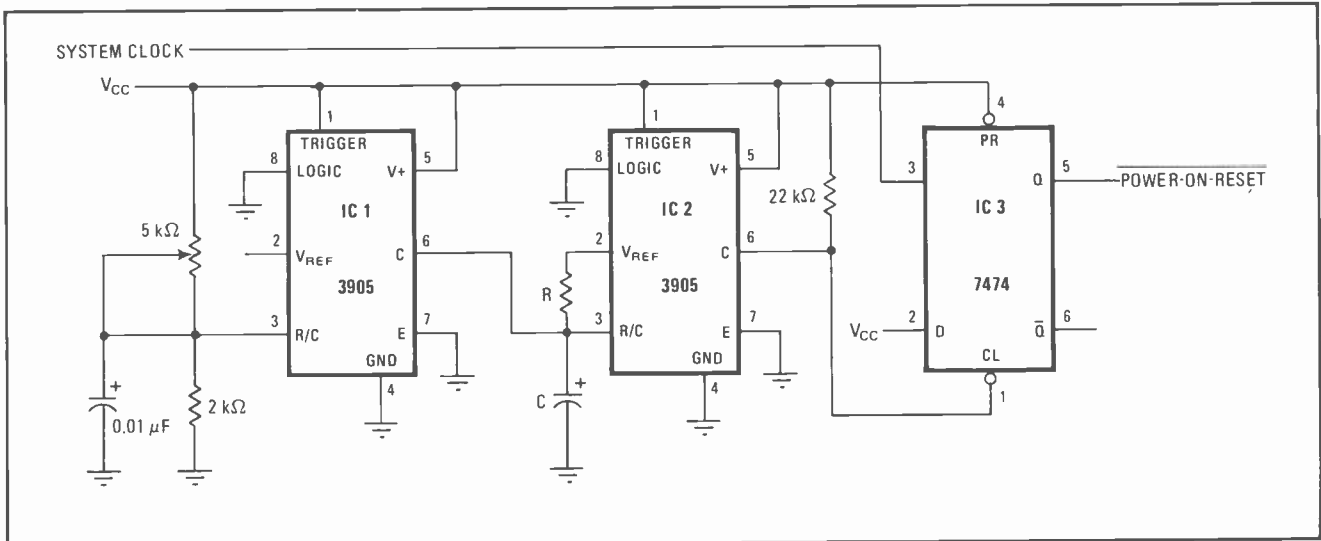 SYSTEM CLOCK
VCC
1
TRIGGER
8
LOGIC
V+
5
IC 1
5 kΩ
2
VREF
C
6
3905
3
R/C
E
7
GND
4
+
0.01 μF
2 kΩ
1
TRIGGER
8
LOGIC
V+
5
IC 2
2
VREF
C
6
R
3905
3
R/C
E
7
GND
4
+
C
22 kΩ
4
PR
3
Q
5
POWER-ON-RESET
IC 3
7474
VCC
2
D
Q̅
6
CL
1